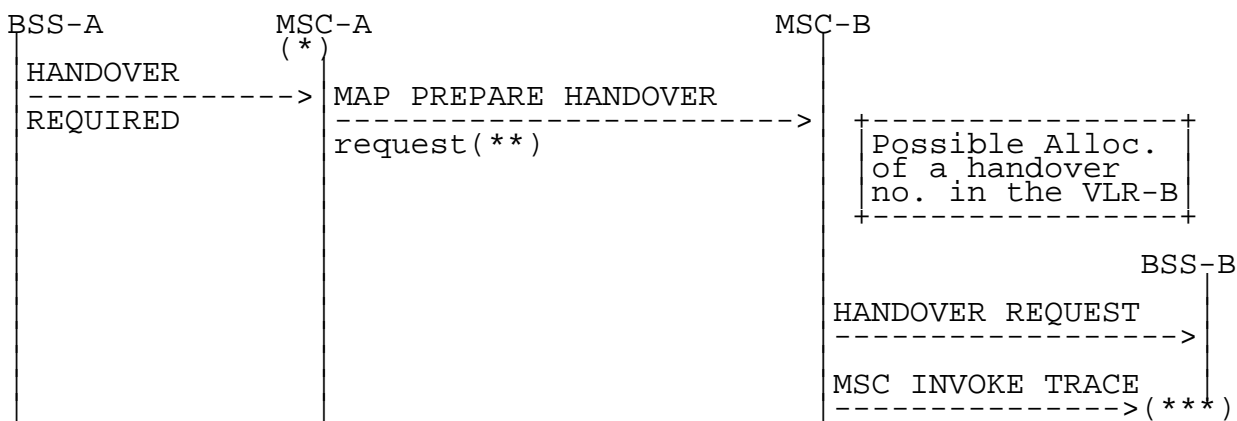 BSS-A MSC-A MSC-B
(*)
HANDOVER
REQUIRED
MAP PREPARE HANDOVER
request(**)
Possible Alloc.
of a handover
no. in the VLR-B
BSS-B
HANDOVER REQUEST
MSC INVOKE TRACE
(***)